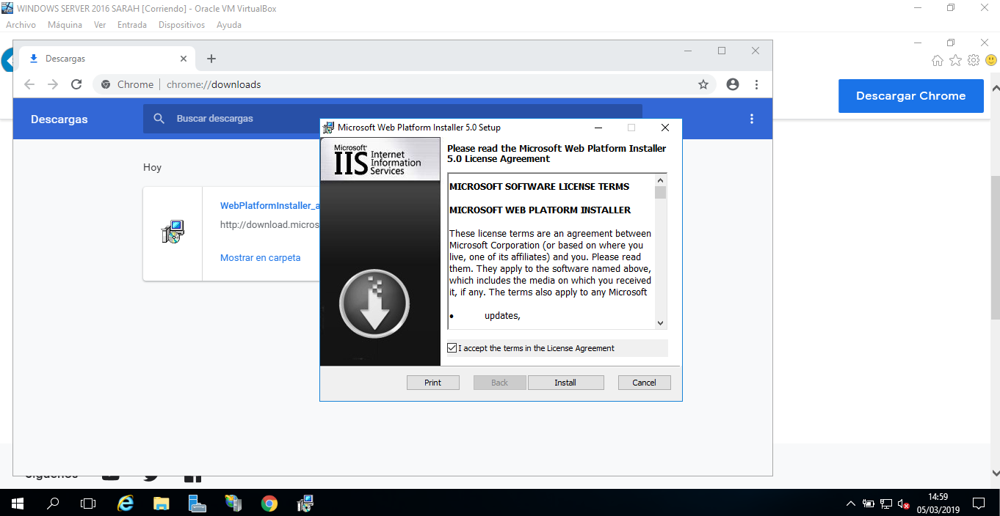 WINDOWS SERVER 2016 SARAH [Corriendo] - Oracle VM VirtualBox
Archivo Máquina Ver Entrada Dispositivos Ayuda
Descargas
Chrome chrome://downloads
Descargar Chrome
Descargas
Buscar descargas
Hoy
WebPlatformInstaller_a
http://download.micros
Mostrar en carpeta
Microsoft Web Platform Installer 5.0 Setup
Microsoft
IIS Internet
Information
Services
Please read the Microsoft Web Platform Installer
5.0 License Agreement
MICROSOFT SOFTWARE LICENSE TERMS
MICROSOFT WEB PLATFORM INSTALLER
These license terms are an agreement between
Microsoft Corporation (or based on where you
live, one of its affiliates) and you. Please read
them. They apply to the software named above,
which includes the media on which you received
it, if any. The terms also apply to any Microsoft
• updates,
I accept the terms in the License Agreement
Print Back Install Cancel
Síguenos
14:59
05/03/2019